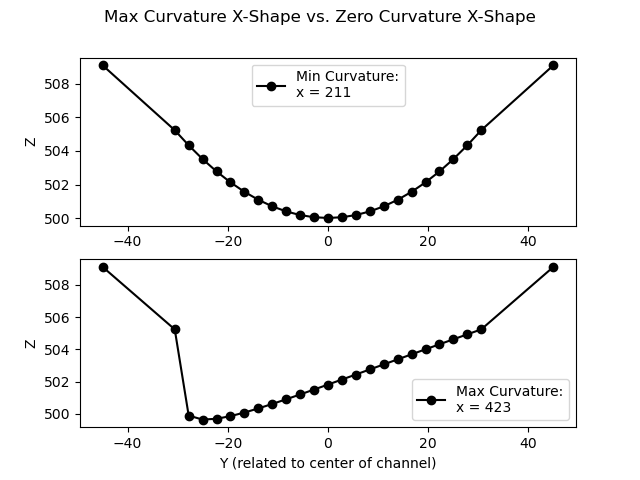 Max Curvature X-Shape vs. Zero Curvature X-Shape
508
506
504
502
500
Z
Min Curvature:
x = 211
−40
−20
0
20
40
508
506
504
502
500
Z
Max Curvature:
x = 423
−40
−20
0
20
40
Y (related to center of channel)